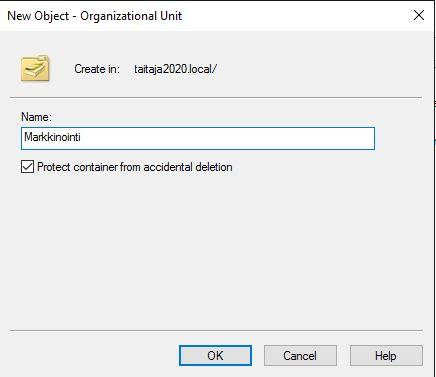 New Object - Organizational Unit
Create in: taitaja2020.local/
Name:
Markkinointi
Protect container from accidental deletion
OK Cancel Help